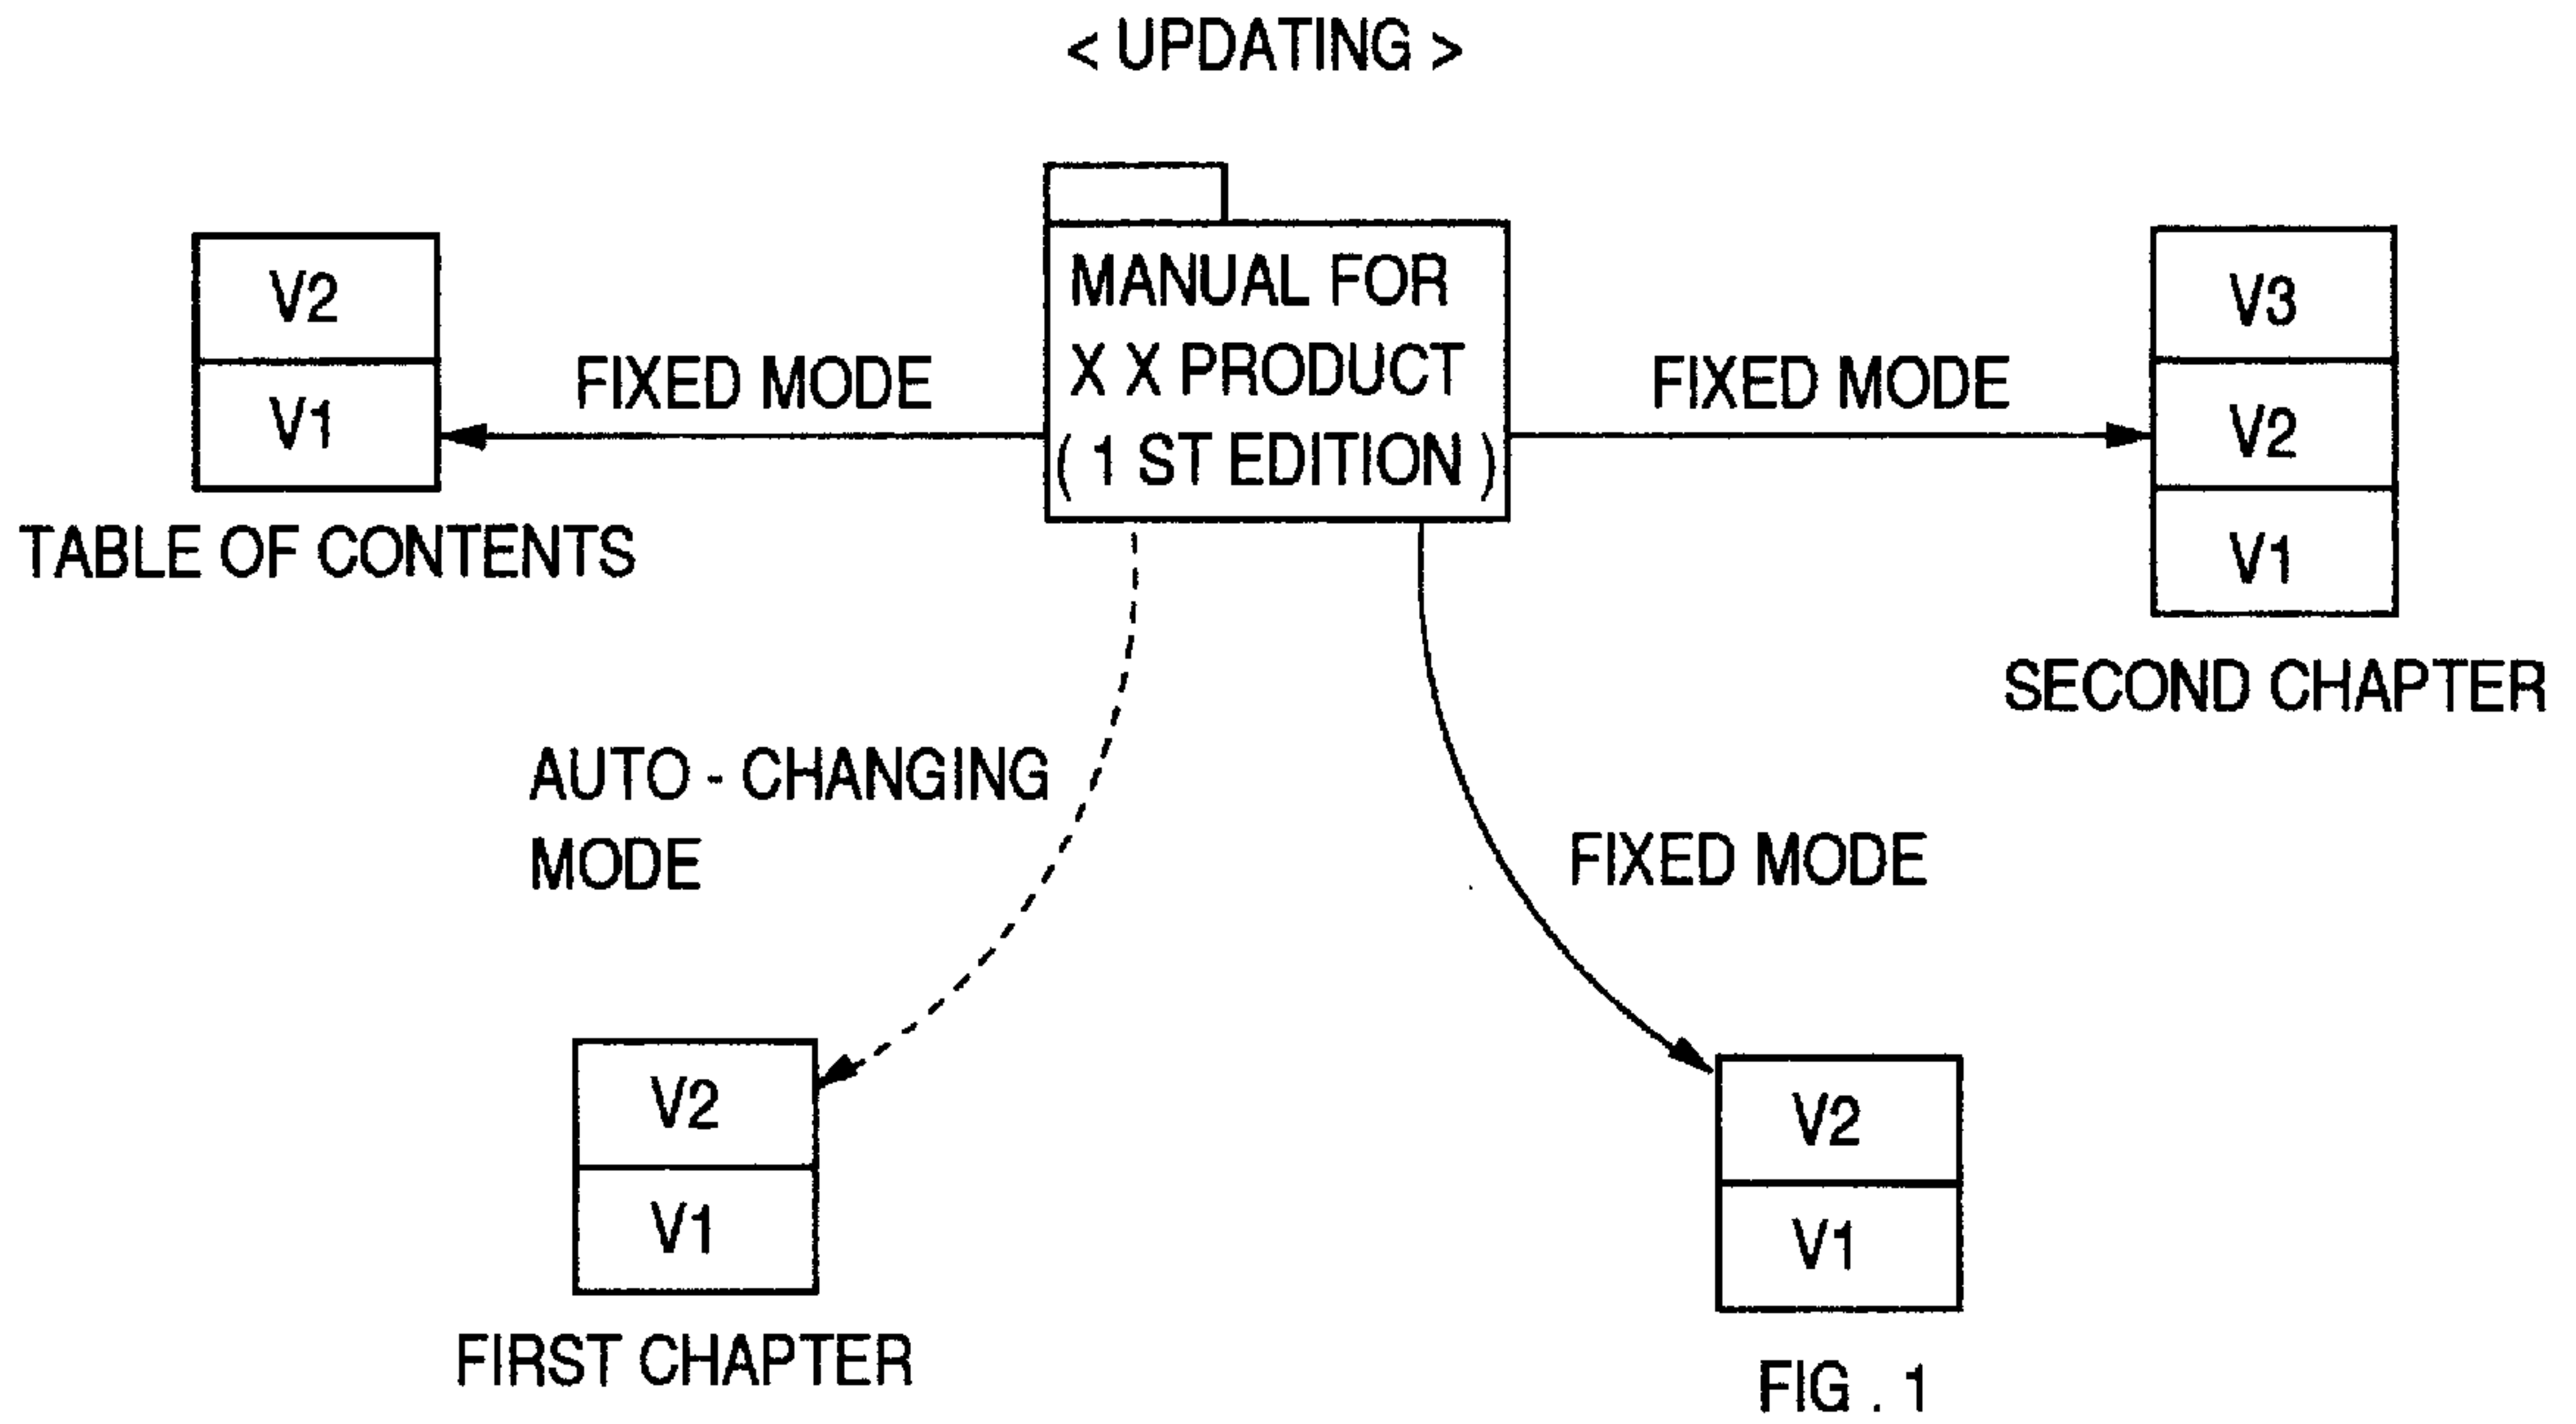 < UPDATING >
MANUAL FOR
X X PRODUCT
( 1 ST EDITION )
V2
V1
TABLE OF CONTENTS
FIXED MODE
FIXED MODE
V3
V2
V1
SECOND CHAPTER
AUTO - CHANGING
MODE
FIXED MODE
V2
V1
FIRST CHAPTER
V2
V1
FIG . 1